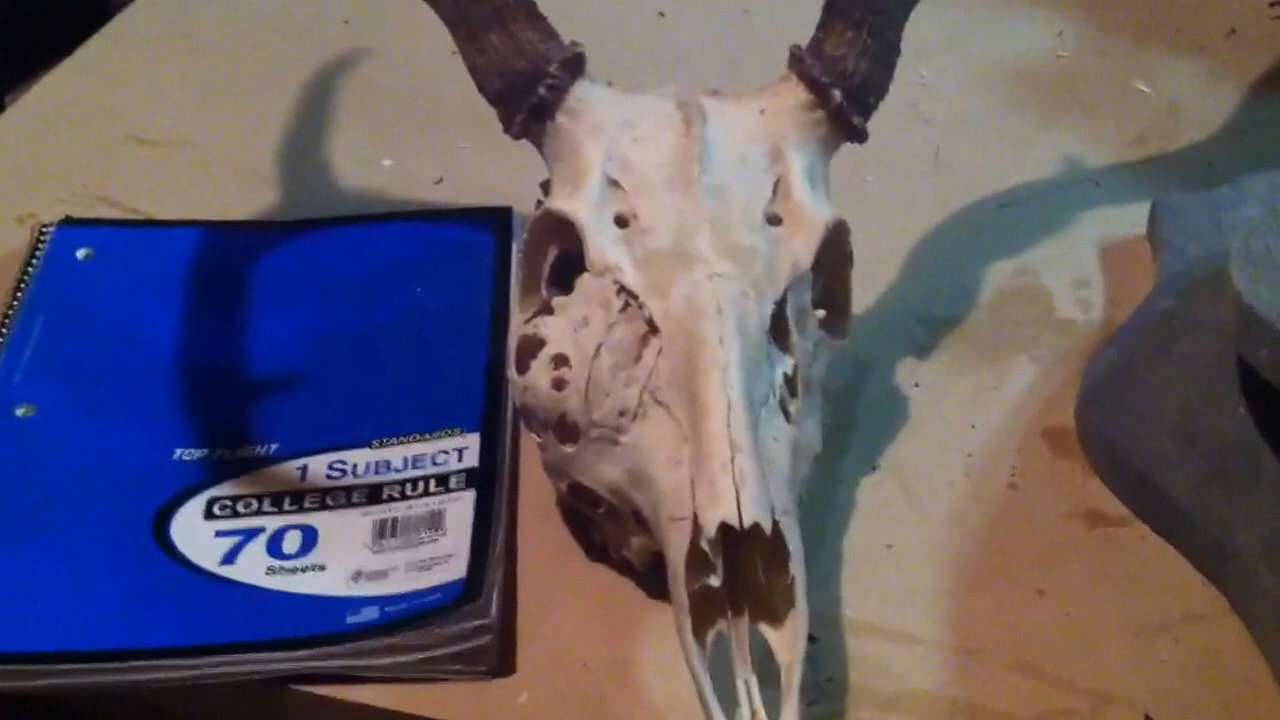 TOP FLIGHT
STANDARDS
1 SUBJECT
COLLEGE RULE
70
Sheets